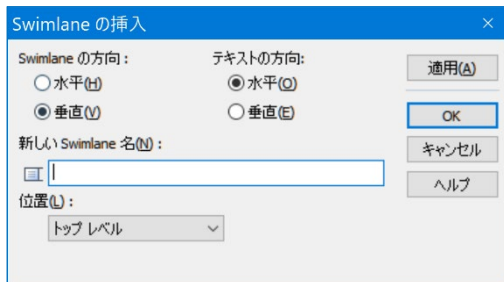 Swimlane の挿入
Swimlane の方向 :
水平(H)
垂直(V)
テキストの方向:
水平(O)
垂直(E)
新しい Swimlane 名(N) :
位置(L) :
トップ レベル
適用(A)
OK
キャンセル
ヘルプ